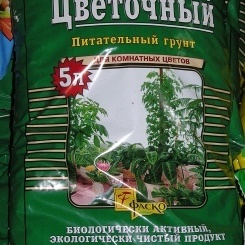 Цветочный
Питательный грунт
для комнатных цветов
5л
ФАСКО
БИОЛОГИЧЕСКИ АКТИВНЫЙ,
ЭКОЛОГИЧЕСКИ ЧИСТЫЙ ПРОДУКТ